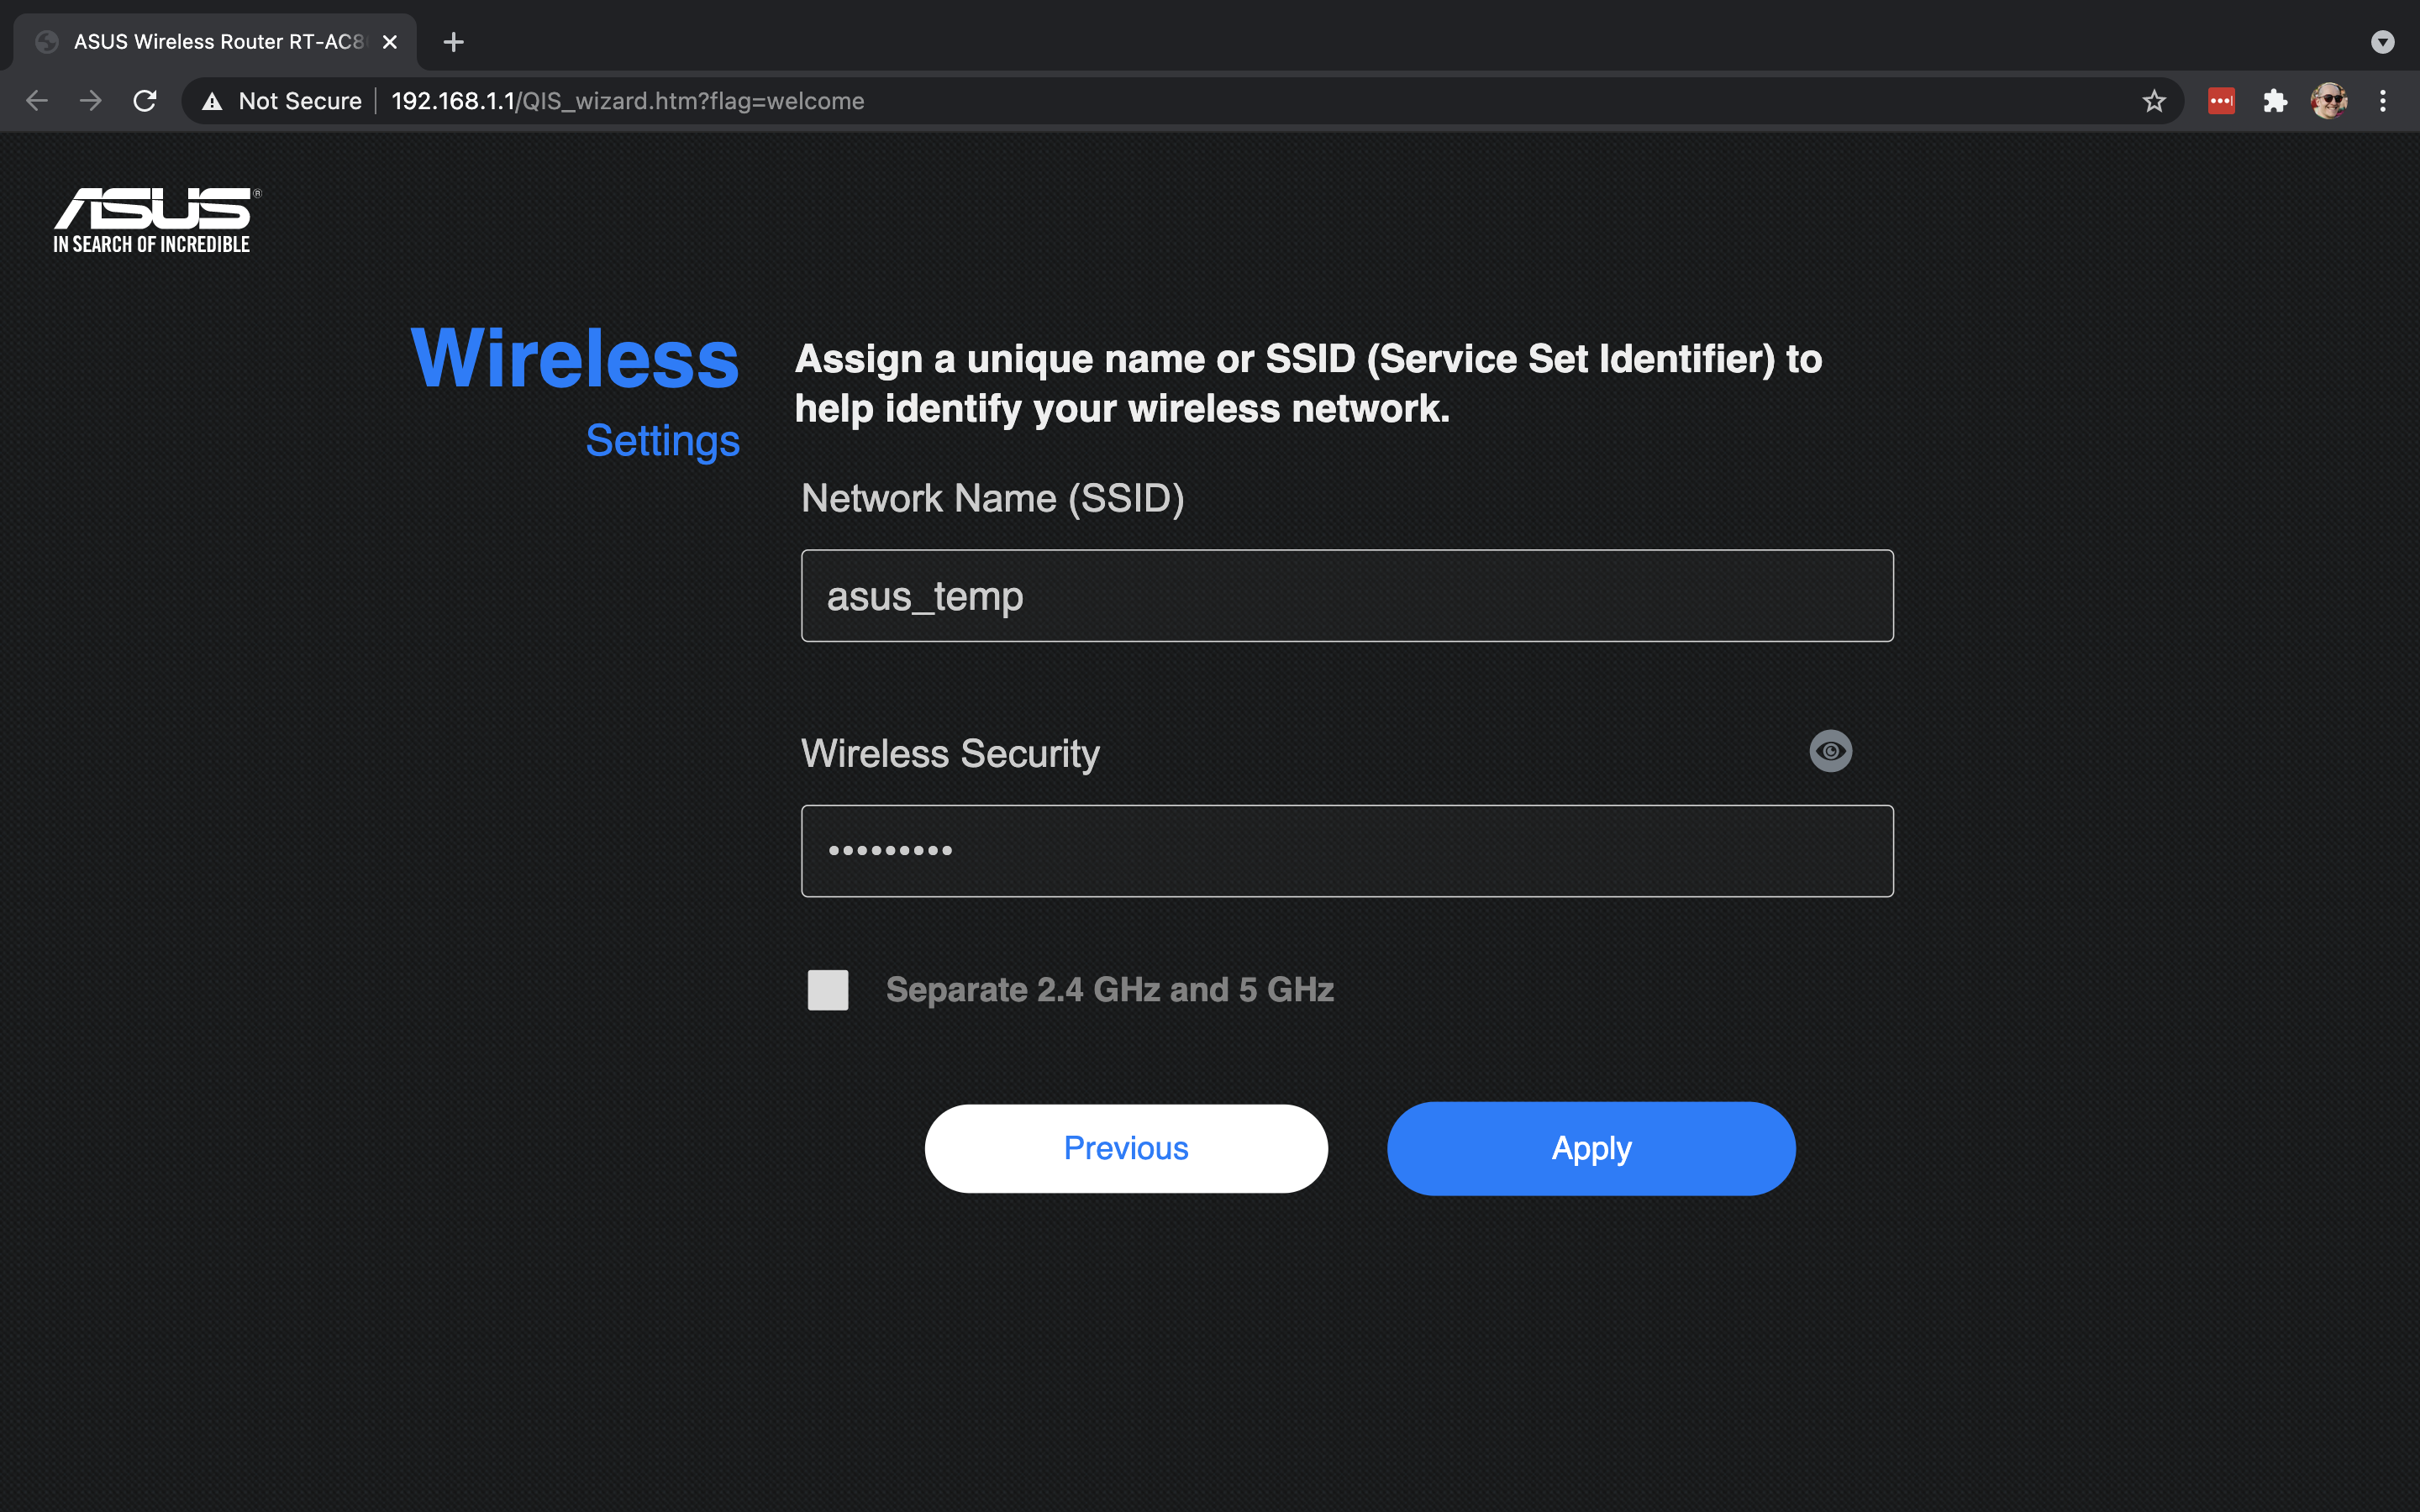 ASUS Wireless Router RT-AC8
Not Secure
192.168.1.1/QIS_wizard.htm?flag=welcome
ASUS®
IN SEARCH OF INCREDIBLE
Wireless
Settings
Assign a unique name or SSID (Service Set Identifier) to
help identify your wireless network.
Network Name (SSID)
asus_temp
Wireless Security
•••••••••
Separate 2.4 GHz and 5 GHz
Previous
Apply